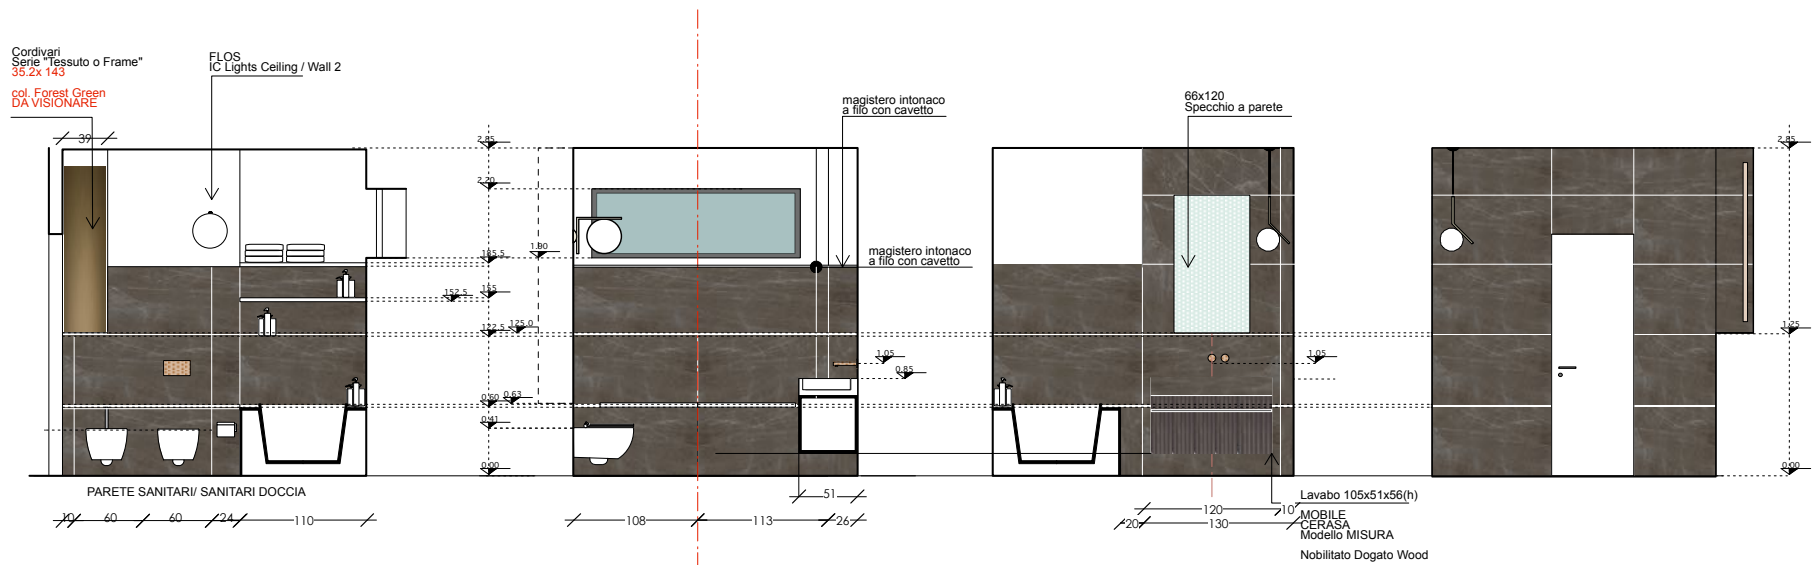 Cordivari
Serie "Tessuto o Frame"
35.2x 143
col. Forest Green
DA VISIONARE
FLOS
IC Lights Ceiling / Wall 2
39
magistero intonaco
a filo con cavetto
magistero intonaco
a filo con cavetto
66x120
Specchio a parete
2.85
2.20
185.5
1.90
155
152.5
122.5
125.0
0.60
0.63
0.41
0.00
1.05
0.85
1.05
2.85
1.25
0.00
PARETE SANITARI/ SANITARI DOCCIA
10
60
60
24
110
51
108
113
26
120
10
20
130
Lavabo 105x51x56(h)
MOBILE
CERASA
Modello MISURA
Nobilitato Dogato Wood